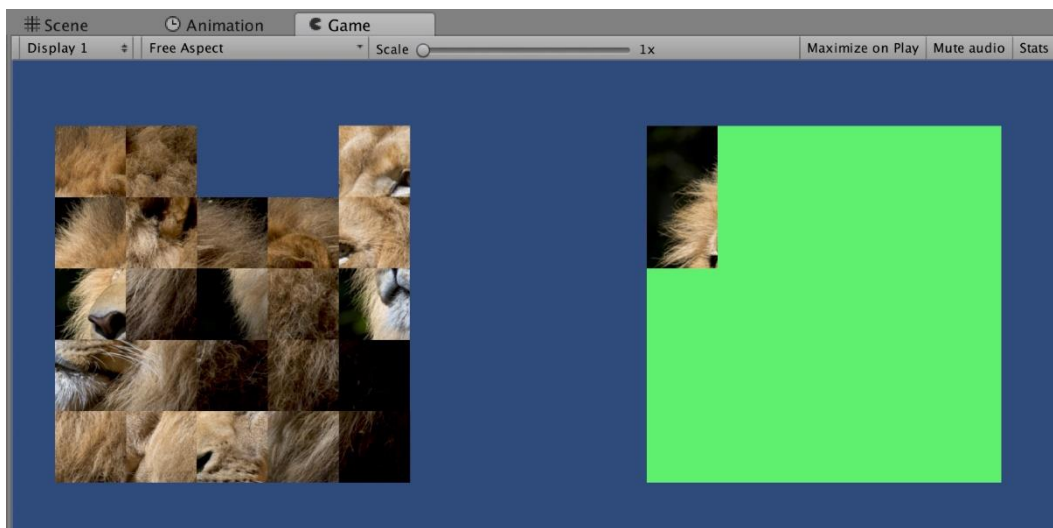 Scene Animation Game
Display 1 Free Aspect Scale 1x Maximize on Play Mute audio Stats